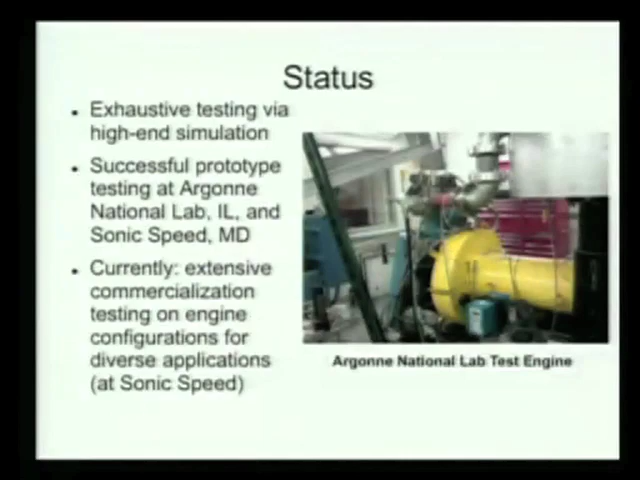 Status
• Exhaustive testing via
high-end simulation
• Successful prototype
testing at Argonne
National Lab, IL, and
Sonic Speed, MD
• Currently: extensive
commercialization
testing on engine
configurations for
diverse applications
(at Sonic Speed)
Argonne National Lab Test Engine